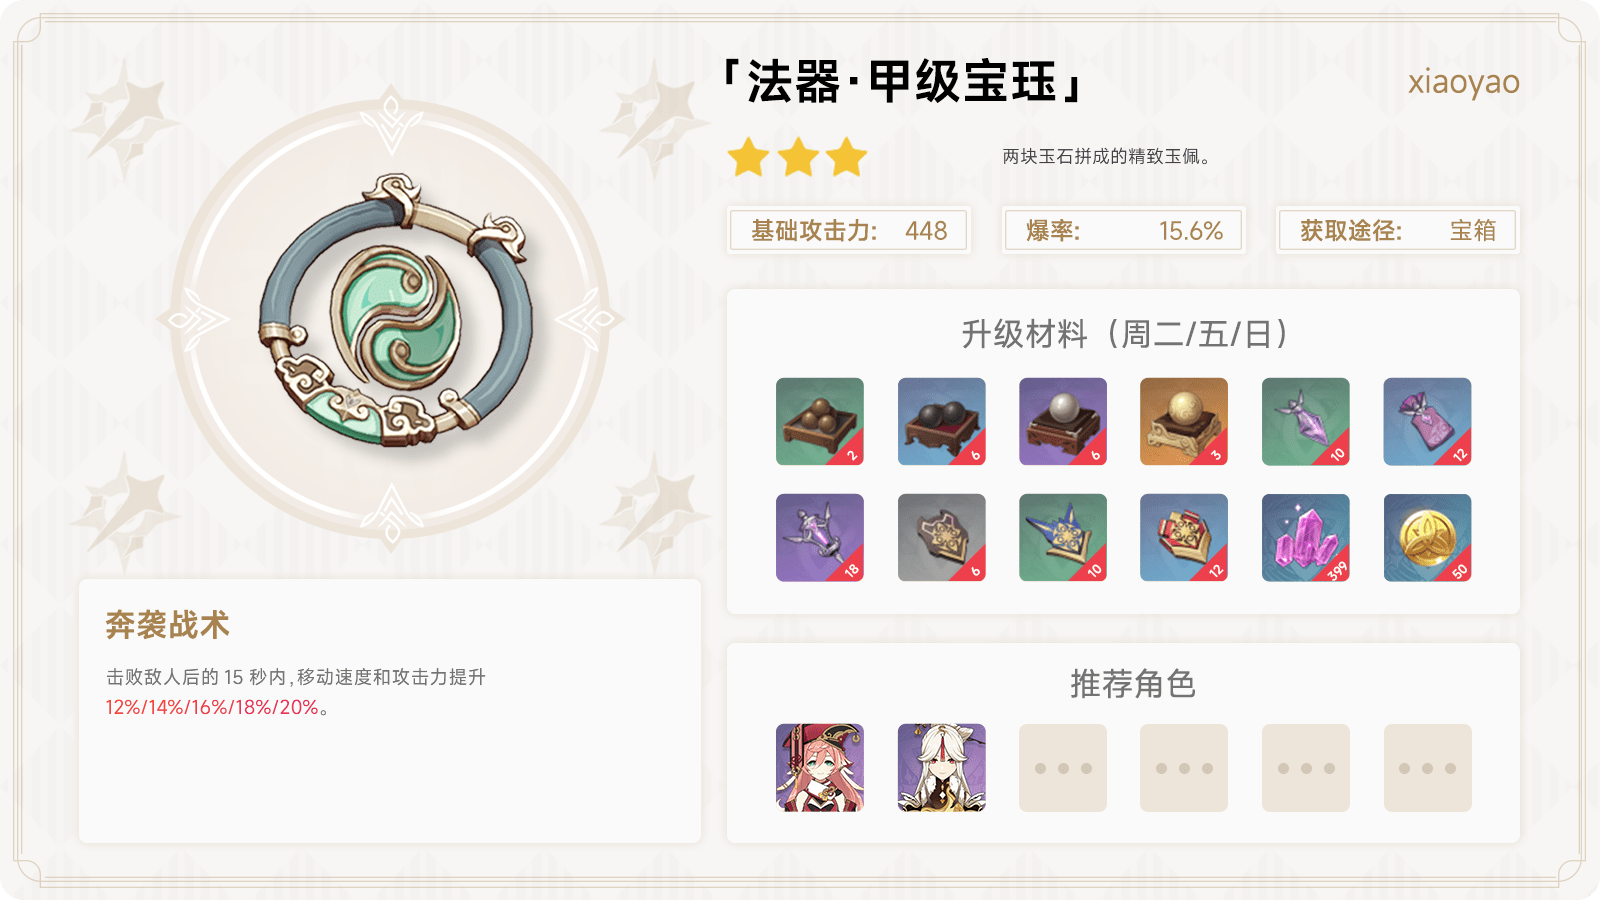 「法器·甲级宝珏」
xiaoyao
两块玉石拼成的精致玉佩。
基础攻击力: 448
爆率: 15.6%
获取途径: 宝箱
升级材料（周二/五/日）
2 6 6 3 10 12
18 6 10 12 399 50
奔袭战术
击败敌人后的 15 秒内,移动速度和攻击力提升
12%/14%/16%/18%/20%。
推荐角色